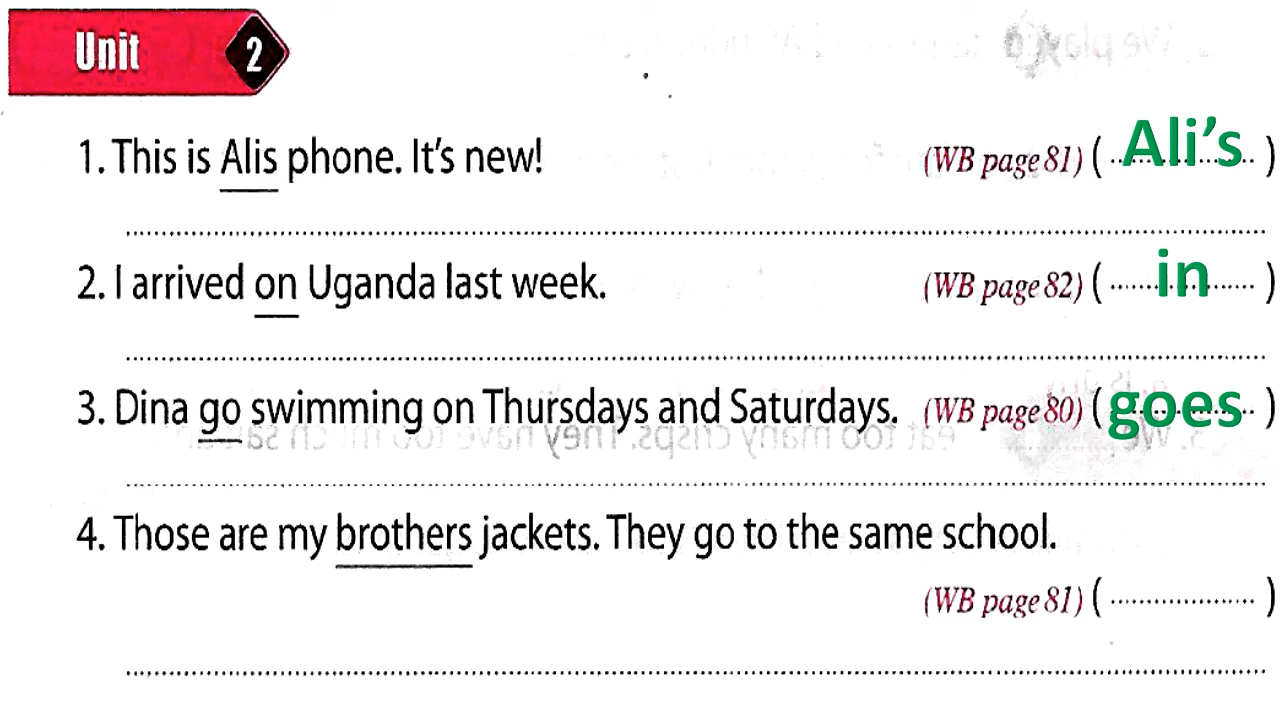 Unit 2
1. This is Alis phone. It's new! (WB page 81) ( Ali's )
2. I arrived on Uganda last week. (WB page 82) ( in )
3. Dina go swimming on Thursdays and Saturdays. (WB page 80) ( goes )
4. Those are my brothers jackets. They go to the same school.
(WB page 81) ( .................... )